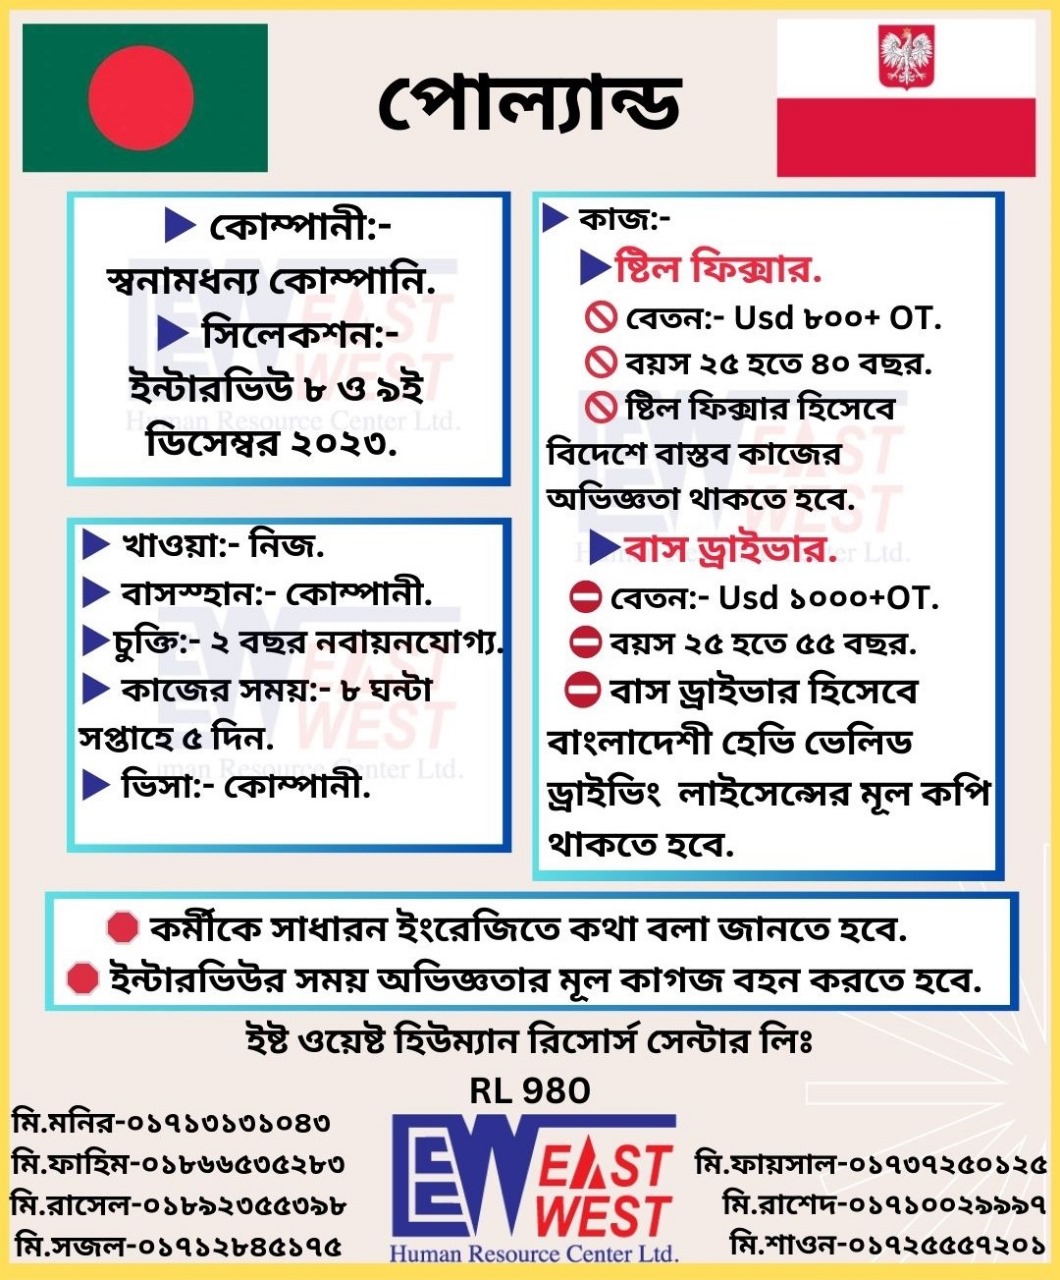 পোল্যান্ড
কোম্পানী:-
স্বনামধন্য কোম্পানি.
সিলেকশন:-
ইন্টারভিউ ৮ ও ৯ই
ডিসেম্বর ২০২৩.
খাওয়া:- নিজ.
বাসস্হান:- কোম্পানী.
চুক্তি:- ২ বছর নবায়নযোগ্য.
কাজের সময়:- ৮ ঘন্টা
সপ্তাহে ৫ দিন.
ভিসা:- কোম্পানী.
কাজ:-
ষ্টিল ফিক্সার.
বেতন:- Usd ৮০০+ OT.
বয়স ২৫ হতে ৪০ বছর.
ষ্টিল ফিক্সার হিসেবে
বিদেশে বাস্তব কাজের
অভিজ্ঞতা থাকতে হবে.
বাস ড্রাইভার.
বেতন:- Usd ১০০০+OT.
বয়স ২৫ হতে ৫৫ বছর.
বাস ড্রাইভার হিসেবে
বাংলাদেশী হেভি ভেলিড
ড্রাইভিং লাইসেন্সের মূল কপি
থাকতে হবে.
কর্মীকে সাধারন ইংরেজিতে কথা বলা জানতে হবে.
ইন্টারভিউর সময় অভিজ্ঞতার মূল কাগজ বহন করতে হবে.
ইষ্ট ওয়েষ্ট হিউম্যান রিসোর্স সেন্টার লিঃ
RL 980
মি.মনির-০১৭১৩১৩১০৪৩
মি.ফাহিম-০১৮৬৬৫৩৫২৮৩
মি.রাসেল-০১৮৯২৩৫৫৩৯৮
মি.সজল-০১৭১২৮৪৫১৭৫
EW EAST
WEST
Human Resource Center Ltd.
মি.ফায়সাল-০১৭৩৭২৫০১২৫
মি.রাশেদ-০১৭১০০২৯৯৯৭
মি.শাওন-০১৭২৫৫৫৭২০১